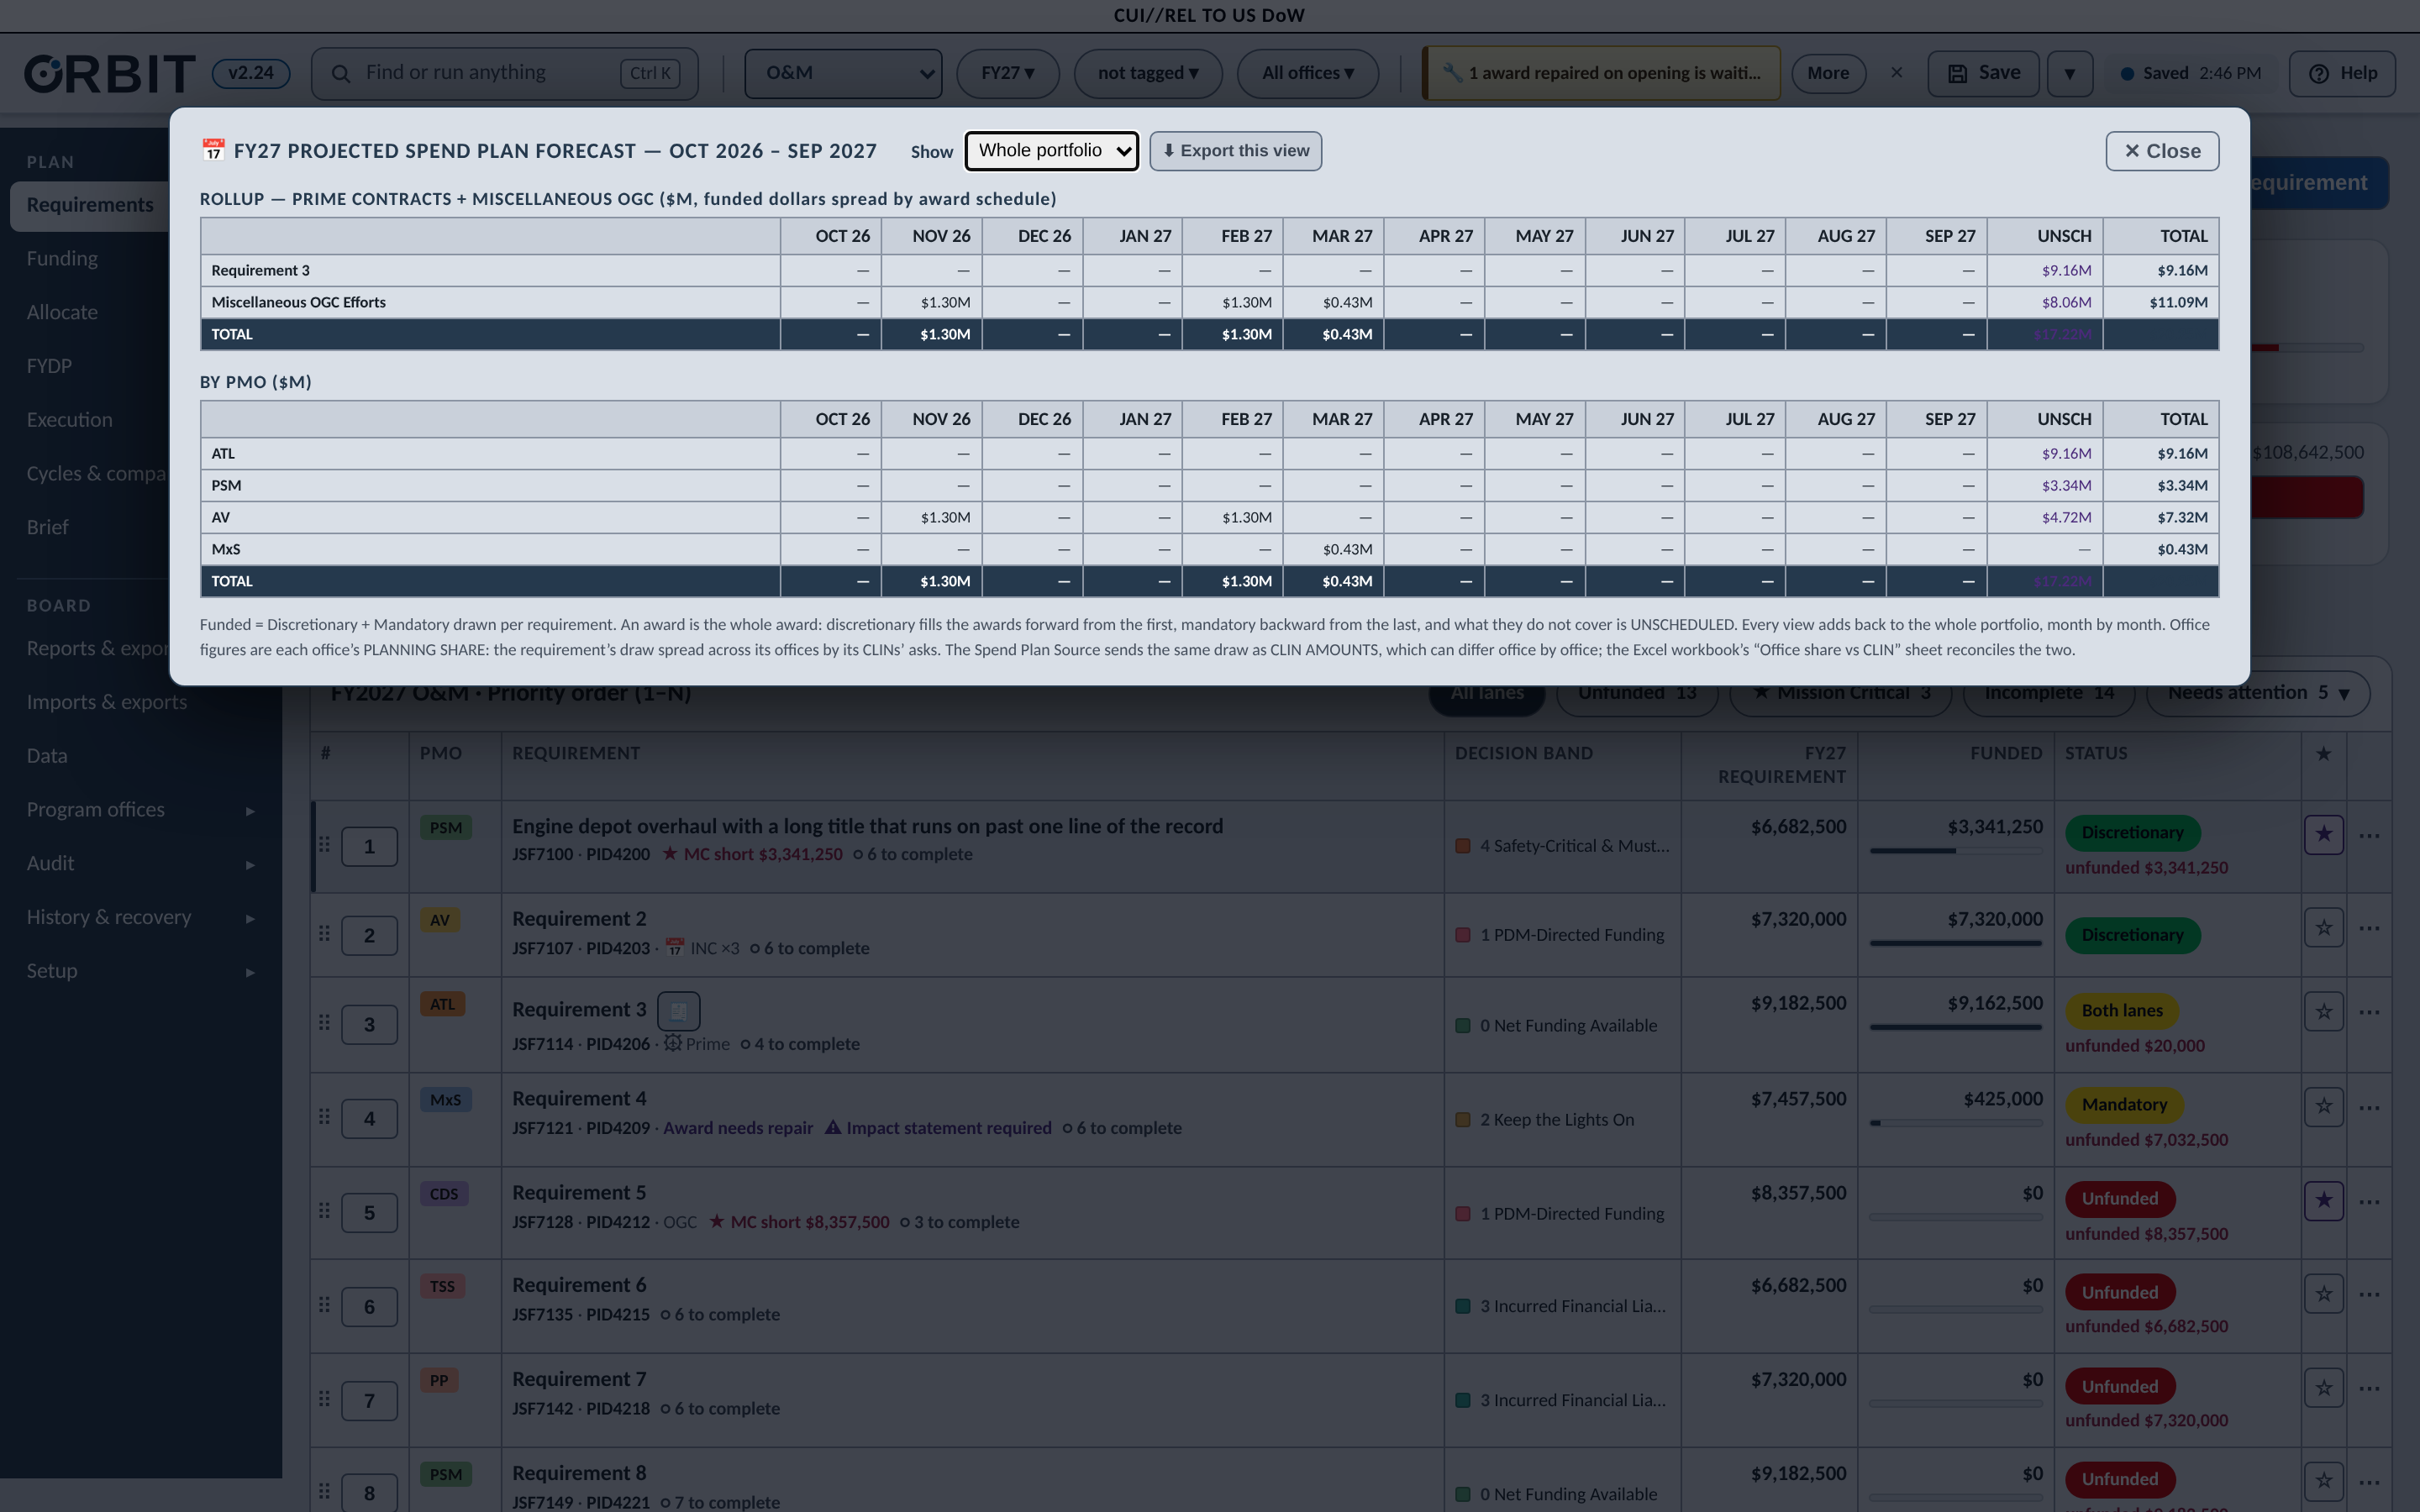 CUI//REL TO US DoW
ORBIT v2.24 Find or run anything Ctrl K O&M FY27 ▾ not tagged ▾ All offices ▾ 🔧 1 award repaired on opening is waiti... More × Save ▾ Saved 2:46 PM Help
📅 FY27 PROJECTED SPEND PLAN FORECAST — OCT 2026 – SEP 2027 Show Whole portfolio ⬇ Export this view ✕ Close
ROLLUP — PRIME CONTRACTS + MISCELLANEOUS OGC ($M, funded dollars spread by award schedule)
OCT 26 NOV 26 DEC 26 JAN 27 FEB 27 MAR 27 APR 27 MAY 27 JUN 27 JUL 27 AUG 27 SEP 27 UNSCH TOTAL
Requirement 3 — — — — — — — — — — — — $9.16M $9.16M
Miscellaneous OGC Efforts — $1.30M — — $1.30M $0.43M — — — — — — $8.06M $11.09M
TOTAL — $1.30M — — $1.30M $0.43M — — — — — — $17.22M
BY PMO ($M)
OCT 26 NOV 26 DEC 26 JAN 27 FEB 27 MAR 27 APR 27 MAY 27 JUN 27 JUL 27 AUG 27 SEP 27 UNSCH TOTAL
ATL — — — — — — — — — — — — $9.16M $9.16M
PSM — — — — — — — — — — — — $3.34M $3.34M
AV — $1.30M — — $1.30M — — — — — — — $4.72M $7.32M
MxS — — — — — $0.43M — — — — — — — $0.43M
TOTAL — $1.30M — — $1.30M $0.43M — — — — — — $17.22M
Funded = Discretionary + Mandatory drawn per requirement. An award is the whole award: discretionary fills the awards forward from the first, mandatory backward from the last, and what they do not cover is UNSCHEDULED. Every view adds back to the whole portfolio, month by month. Office
figures are each office’s PLANNING SHARE: the requirement’s draw spread across its offices by its CLINs’ asks. The Spend Plan Source sends the same draw as CLIN AMOUNTS, which can differ office by office; the Excel workbook’s “Office share vs CLIN” sheet reconciles the two.
PLAN
Requirements
Funding
Allocate
FYDP
Execution
Cycles & compa
Brief
BOARD
Reports & expor
Imports & exports
Data
Program offices ▸
Audit ▸
History & recovery ▸
Setup ▸
equirement
$108,642,500
FY2027 O&M · Priority order (1–N) All lanes Unfunded 13 ★ Mission Critical 3 Incomplete 14 Needs attention 5 ▾
# PMO REQUIREMENT DECISION BAND FY27 REQUIREMENT FUNDED STATUS ★
1 PSM Engine depot overhaul with a long title that runs on past one line of the record $6,682,500 $3,341,250 Discretionary ★ ...
JSF7100 · PID4200 ★ MC short $3,341,250 6 to complete 4 Safety-Critical & Must... unfunded $3,341,250
2 AV Requirement 2 1 PDM-Directed Funding $7,320,000 $7,320,000 Discretionary ☆ ...
JSF7107 · PID4203 · 📅 INC ×3 6 to complete
3 ATL Requirement 3 0 Net Funding Available $9,182,500 $9,162,500 Both lanes ☆ ...
JSF7114 · PID4206 · Prime 4 to complete unfunded $20,000
4 MxS Requirement 4 2 Keep the Lights On $7,457,500 $425,000 Mandatory ☆ ...
JSF7121 · PID4209 · Award needs repair ⚠ Impact statement required 6 to complete unfunded $7,032,500
5 CDS Requirement 5 1 PDM-Directed Funding $8,357,500 $0 Unfunded ★ ...
JSF7128 · PID4212 · OGC ★ MC short $8,357,500 3 to complete unfunded $8,357,500
6 TSS Requirement 6 3 Incurred Financial Lia... $6,682,500 $0 Unfunded ☆ ...
JSF7135 · PID4215 6 to complete unfunded $6,682,500
7 PP Requirement 7 3 Incurred Financial Lia... $7,320,000 $0 Unfunded ☆ ...
JSF7142 · PID4218 6 to complete unfunded $7,320,000
8 PSM Requirement 8 0 Net Funding Available $9,182,500 $0 Unfunded ☆ ...
JSF7149 · PID4221 7 to complete